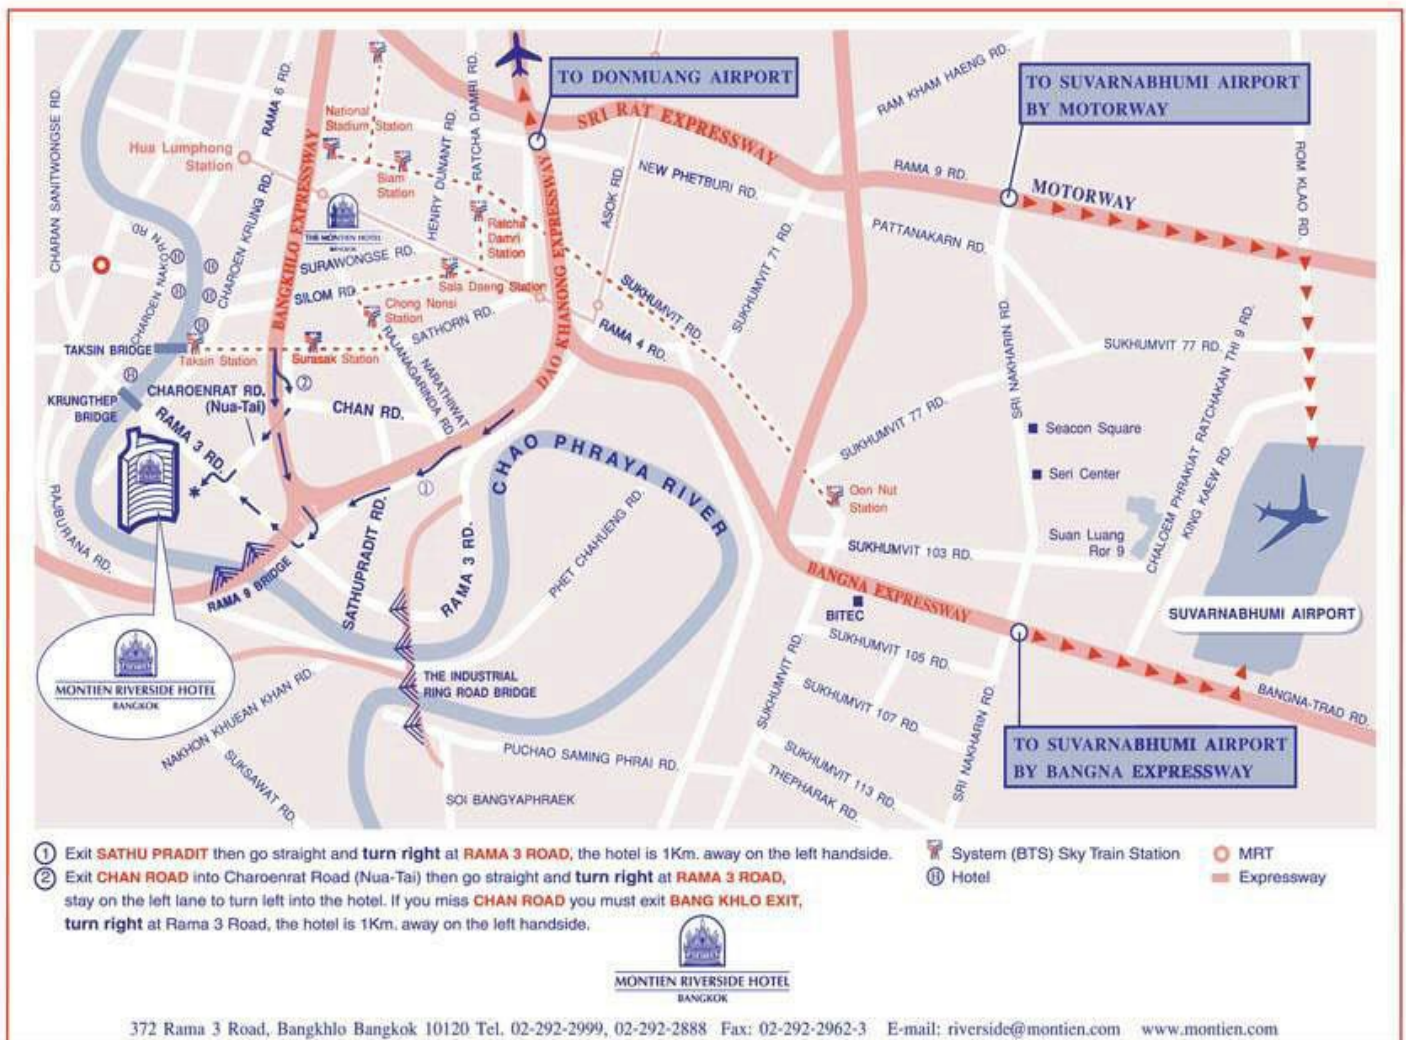 TO DONMUANG AIRPORT
TO SUVARNABHUMI AIRPORT
BY MOTORWAY
RAM KHAM HAENG RD.
SRI RAT EXPRESSWAY
CHARAN SANITWONGSE RD.
RAMA 6 RD.
National
Stadium Station
Hua Lumphong
Station
Siam
Station
HENRY DUNANT RD.
RATCHA DAMRI RD.
ASOK RD.
NEW PHETBURI RD.
RAMA 9 RD.
MOTORWAY
ROM KLAO RD.
PATTANAKARN RD.
THE MONTIEN HOTEL
BANGKOK
Ratcha
Damri
Station
CHAROEN NAKORN RD.
CHAROEN KRUNG RD.
BANGKHLO EXPRESSWAY
SURAWONGSE RD.
SILOM RD.
Sala Daeng Station
Chong Nonsi
Station
SATHORN RD.
DAO KHANONG EXPRESSWAY
SUKHUMVIT RD.
RAMA 4 RD.
SUKHUMVIT 71 RD.
SRI NAKHARIN RD.
SUKHUMVIT 77 RD.
TAKSIN BRIDGE
Taksin Station
Surasak Station
NARATHIWAT
RAJANAGARINDA RD.
KRUNGTHEP
BRIDGE
CHAROENRAT RD.
(Nua-Tai)
②
CHAN RD.
RAMA 3 RD.
SUKHUMVIT 77 RD.
Seacon Square
Seri Center
CHALOEM PHRAKIAT RATCHAKAN THI 9 RD.
KING KAEW RD.
CHAO PHRAYA RIVER
①
Oon Nut
Station
Suan Luang
Ror 9
RAJBURANA RD.
RAMA 9 BRIDGE
SATHUPRADIT RD.
RAMA 3 RD.
PHET CHAHUENG RD.
SUKHUMVIT 103 RD.
BANGNA EXPRESSWAY
BITEC
SUVARNABHUMI AIRPORT
MONTIEN RIVERSIDE HOTEL
BANGKOK
NAKHON KHUEAN KHAN RD.
SUKSAWAT RD.
THE INDUSTRIAL
RING ROAD BRIDGE
SUKHUMVIT RD.
SUKHUMVIT 105 RD.
SUKHUMVIT 107 RD.
SUKHUMVIT 113 RD.
THEPHARAK RD.
SRI NAKHARIN RD.
BANGNA-TRAD RD.
PUCHAO SAMING PHRAI RD.
SOI BANGYAPHRAEK
TO SUVARNABHUMI AIRPORT
BY BANGNA EXPRESSWAY
① Exit SATHU PRADIT then go straight and turn right at RAMA 3 ROAD, the hotel is 1Km. away on the left handside.
② Exit CHAN ROAD into Charoenrat Road (Nua-Tai) then go straight and turn right at RAMA 3 ROAD,
stay on the left lane to turn left into the hotel. If you miss CHAN ROAD you must exit BANG KHLO EXIT,
turn right at Rama 3 Road, the hotel is 1Km. away on the left handside.
System (BTS) Sky Train Station
MRT
Ⓗ Hotel
Expressway
MONTIEN RIVERSIDE HOTEL
BANGKOK
372 Rama 3 Road, Bangkhlo Bangkok 10120 Tel. 02-292-2999, 02-292-2888 Fax: 02-292-2962-3 E-mail: riverside@montien.com www.montien.com